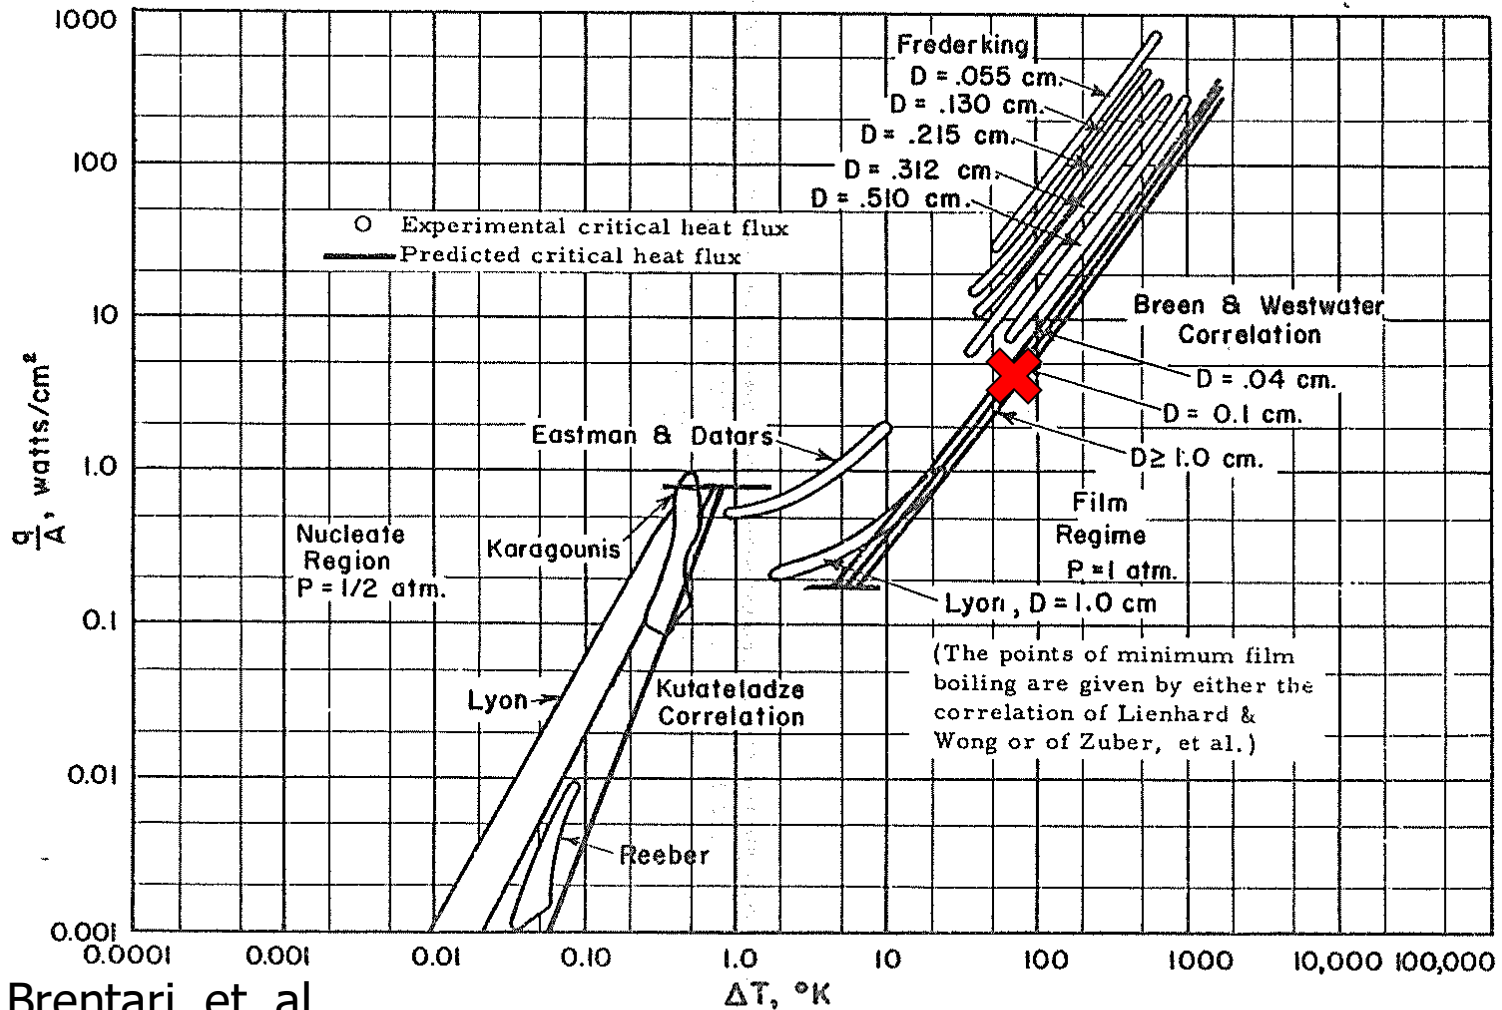 1000
100
10
1.0
0.1
0.01
0.001
q/A, watts/cm²
Frederking
D = .055 cm.
D = .130 cm.
D = .215 cm.
D = .312 cm.
D = .510 cm.
O Experimental critical heat flux
Predicted critical heat flux
Breen & Westwater
Correlation
D = .04 cm.
D = 0.1 cm.
D ≥ 1.0 cm.
Eastman & Datars
Nucleate
Region
P = 1/2 atm.
Karagounis
Film
Regime
P = 1 atm.
Lyon, D = 1.0 cm
Lyon
Kutateladze
Correlation
(The points of minimum film
boiling are given by either the
correlation of Lienhard &
Wong or of Zuber, et al.)
Reeber
0.0001 0.001 0.01 0.10 1.0 10 100 1000 10,000 100,000
ΔT, °K
Brentari et al